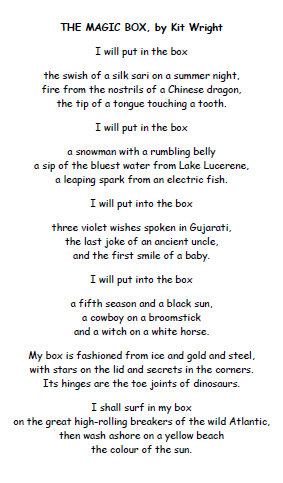 THE MAGIC BOX, by Kit Wright
I will put in the box
the swish of a silk sari on a summer night,
fire from the nostrils of a Chinese dragon,
the tip of a tongue touching a tooth.
I will put in the box
a snowman with a rumbling belly
a sip of the bluest water from Lake Lucerene,
a leaping spark from an electric fish.
I will put into the box
three violet wishes spoken in Gujarati,
the last joke of an ancient uncle,
and the first smile of a baby.
I will put into the box
a fifth season and a black sun,
a cowboy on a broomstick
and a witch on a white horse.
My box is fashioned from ice and gold and steel,
with stars on the lid and secrets in the corners.
Its hinges are the toe joints of dinosaurs.
I shall surf in my box
on the great high-rolling breakers of the wild Atlantic,
then wash ashore on a yellow beach
the colour of the sun.